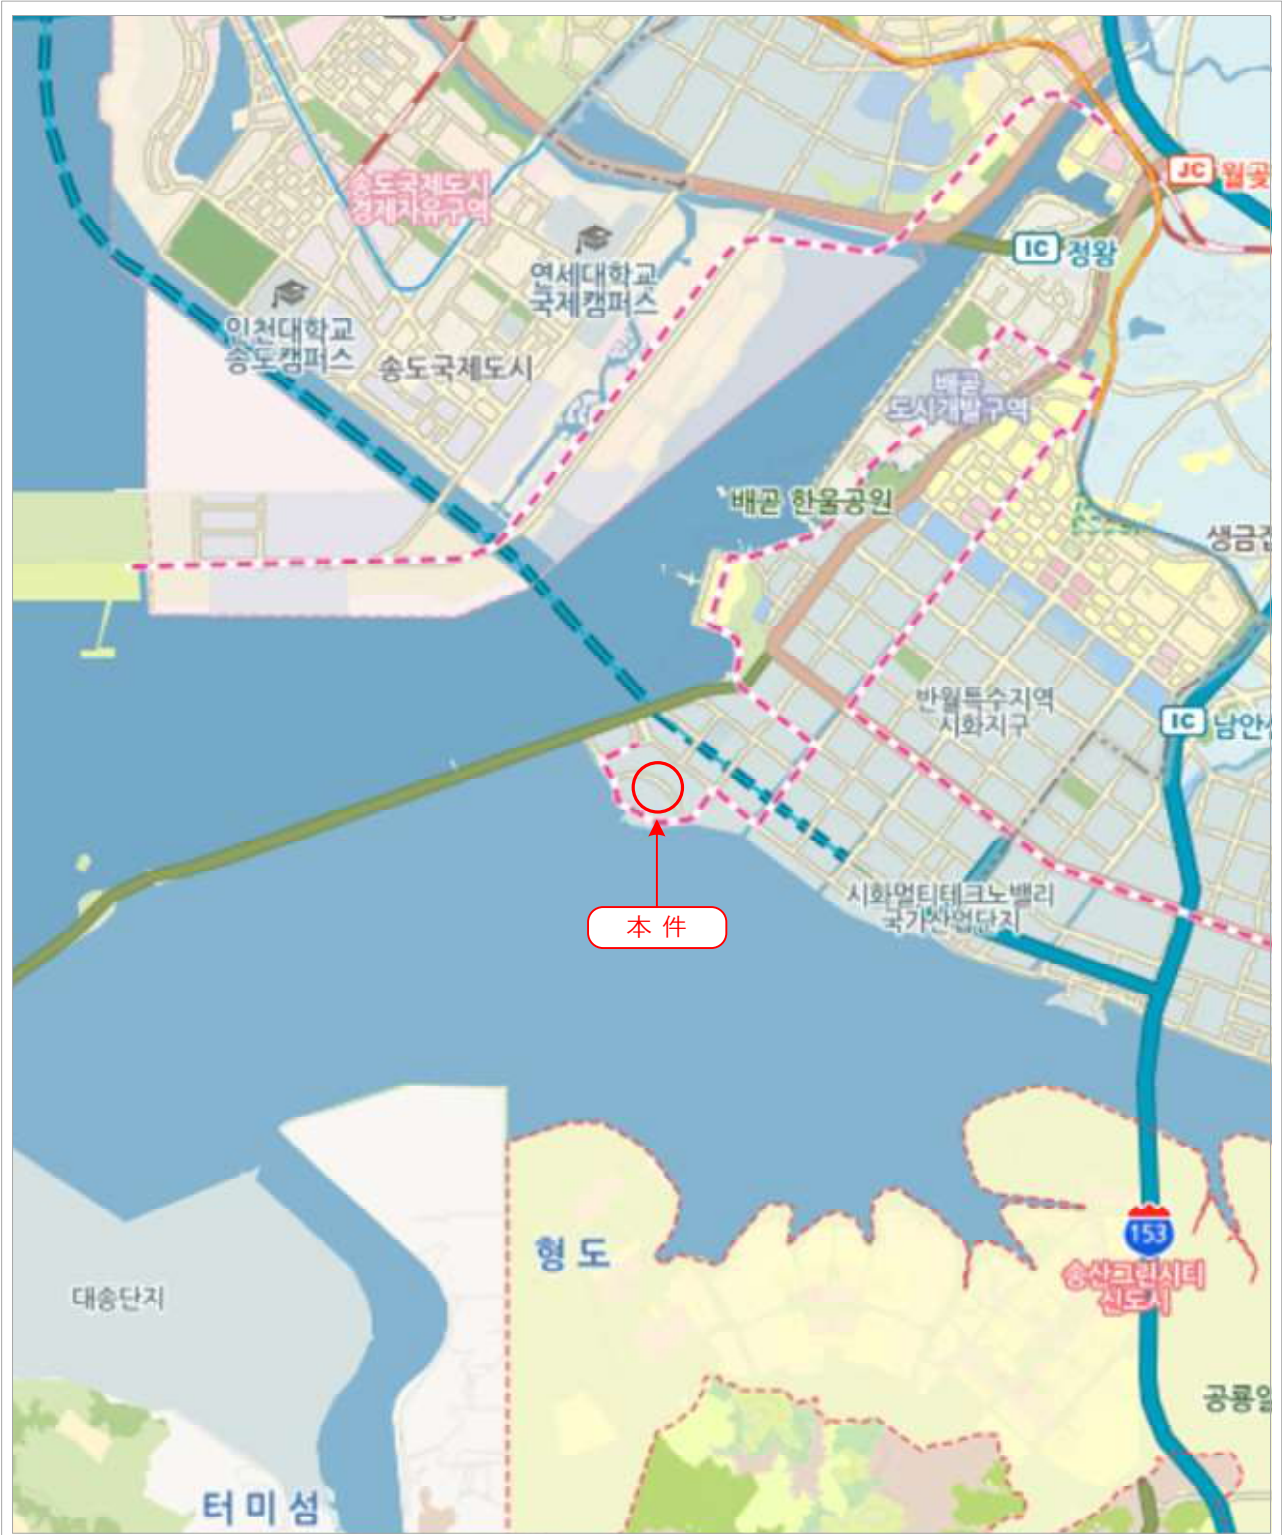 송도국제도시
경제자유구역
JC 월곶
IC 정왕
연세대학교
국제캠퍼스
인천대학교
송도캠퍼스
송도국제도시
배곧
도시개발구역
배곧 한울공원
생금집
반월특수지역
시화지구
IC 남안산
시화멀티테크노밸리
국가산업단지
本 件
153
송산그린시티
신도시
형 도
대송단지
공룡알
터 미 섬